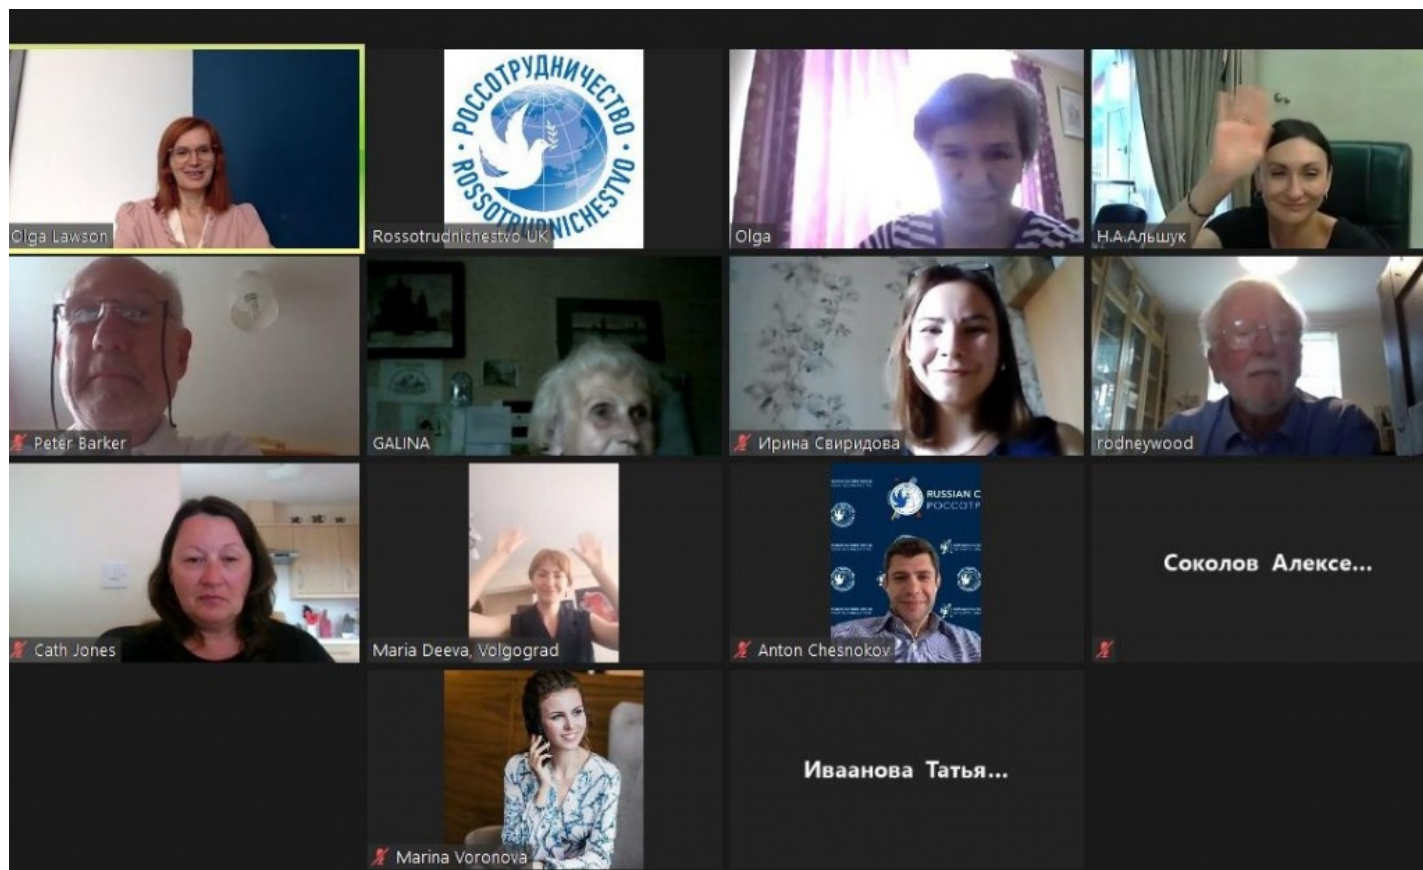 Olga Lawson
РОССОТРУДНИЧЕСТВО
ROSSOTRUDNICHESTVO
Rossotrudnichestvo UK
Olga
Н.А.Альшук
Peter Barker
GALINA
Ирина Свиридова
rodneywood
Cath Jones
Maria Deeva, Volgograd
RUSSIAN C
РОССОТР
Anton Chesnokov
Соколов Алексе...
Marina Voronova
Иваанова Татья...